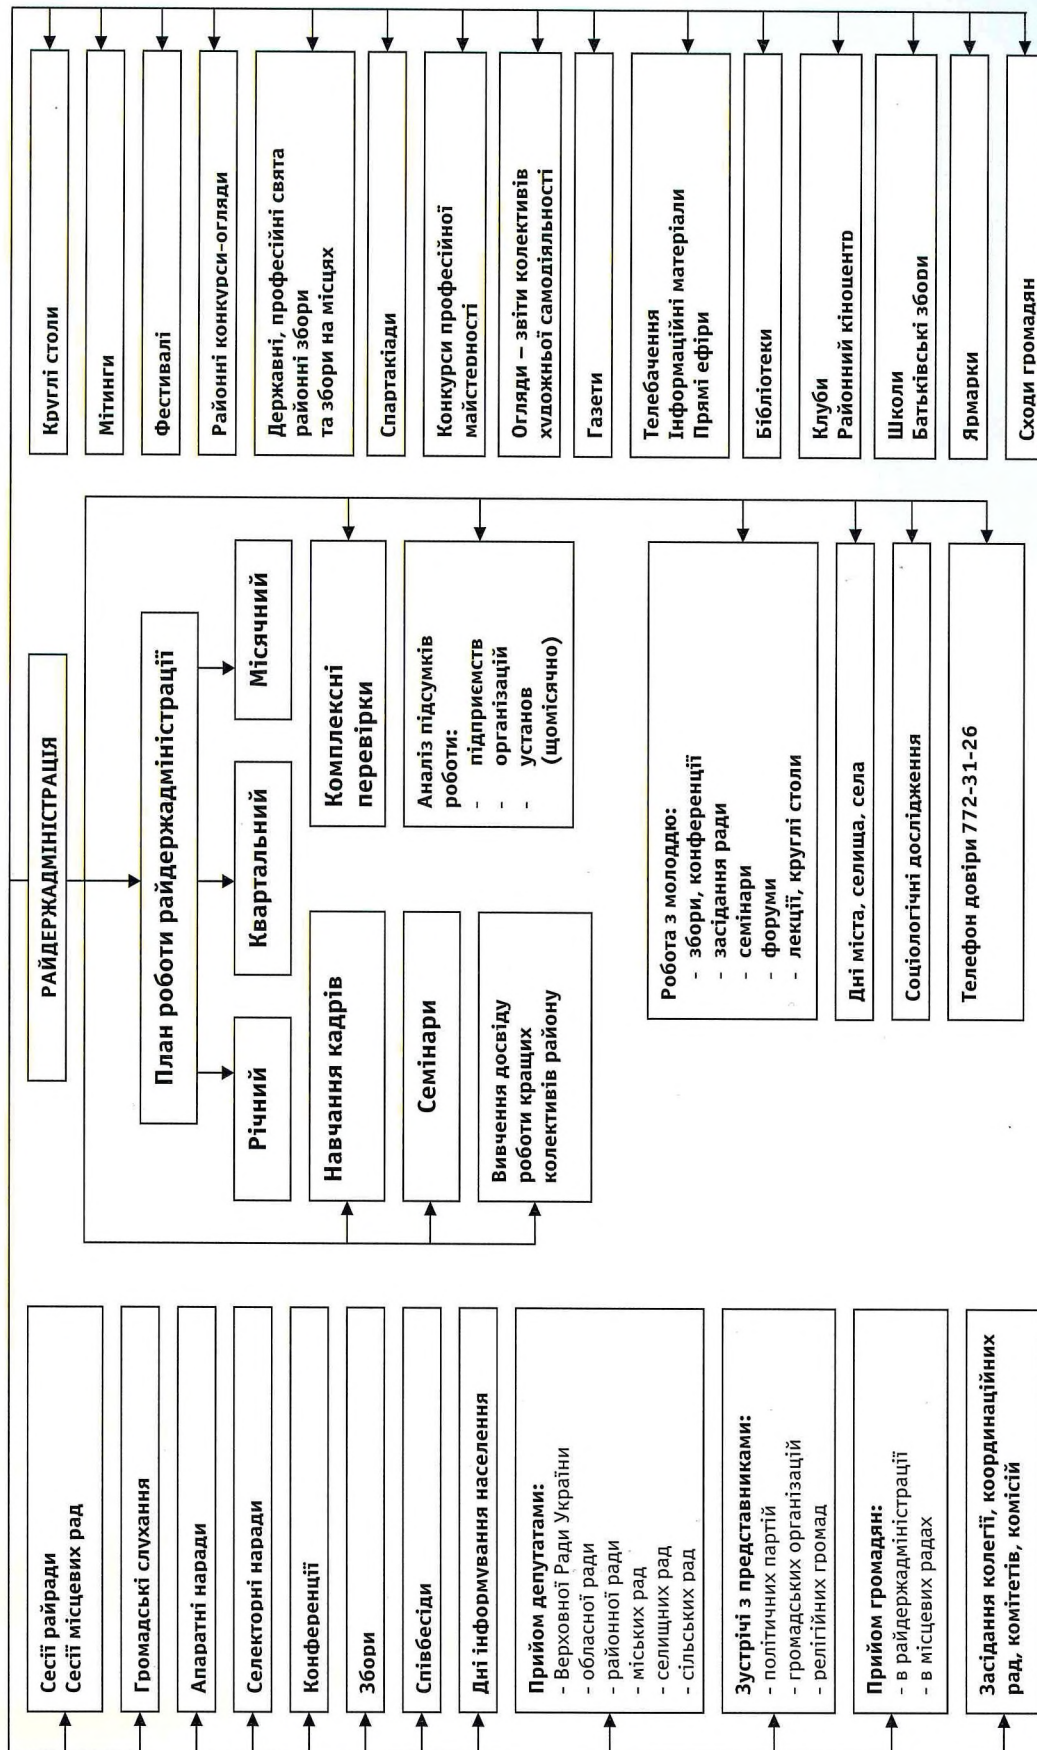 РАЙДЕРЖАДМІНІСТРАЦІЯ
План роботи райдержадміністрації
Річний
Квартальний
Місячний
Сесії райради
Сесії місцевих рад
Громадські слухання
Апаратні наради
Селекторні наради
Конференції
Збори
Співбесіди
Дні інформування населення
Прийом депутатами:
- Верховної Ради України
- обласної ради
- районної ради
- міських рад
- селищних рад
- сільських рад
Зустрічі з представниками:
- політичних партій
- громадських організацій
- релігійних громад
Прийом громадян:
- в райдержадміністрації
- в місцевих радах
Засідання колегії, координаційних
рад, комітетів, комісій
Навчання кадрів
Семінари
Вивчення досвіду
роботи кращих
колективів району
Комплексні
перевірки
Аналіз підсумків
роботи:
- підприємств
- організацій
- установ
(щомісячно)
Робота з молоддю:
- збори, конференції
- засідання ради
- семінари
- форуми
- лекції, круглі столи
Дні міста, селища, села
Соціологічні дослідження
Телефон довіри 772-31-26
Круглі столи
Мітинги
Фестивалі
Районні конкурси-огляди
Державні, професійні свята
районні збори
та збори на місцях
Спартакіади
Конкурси професійної
майстерності
Огляди – звіти колективів
художньої самодіяльності
Газети
Телебачення
Інформаційні матеріали
Прямі ефіри
Бібліотеки
Клуби
Районний кіноцентр
Школи
Батьківські збори
Ярмарки
Сходи громадян